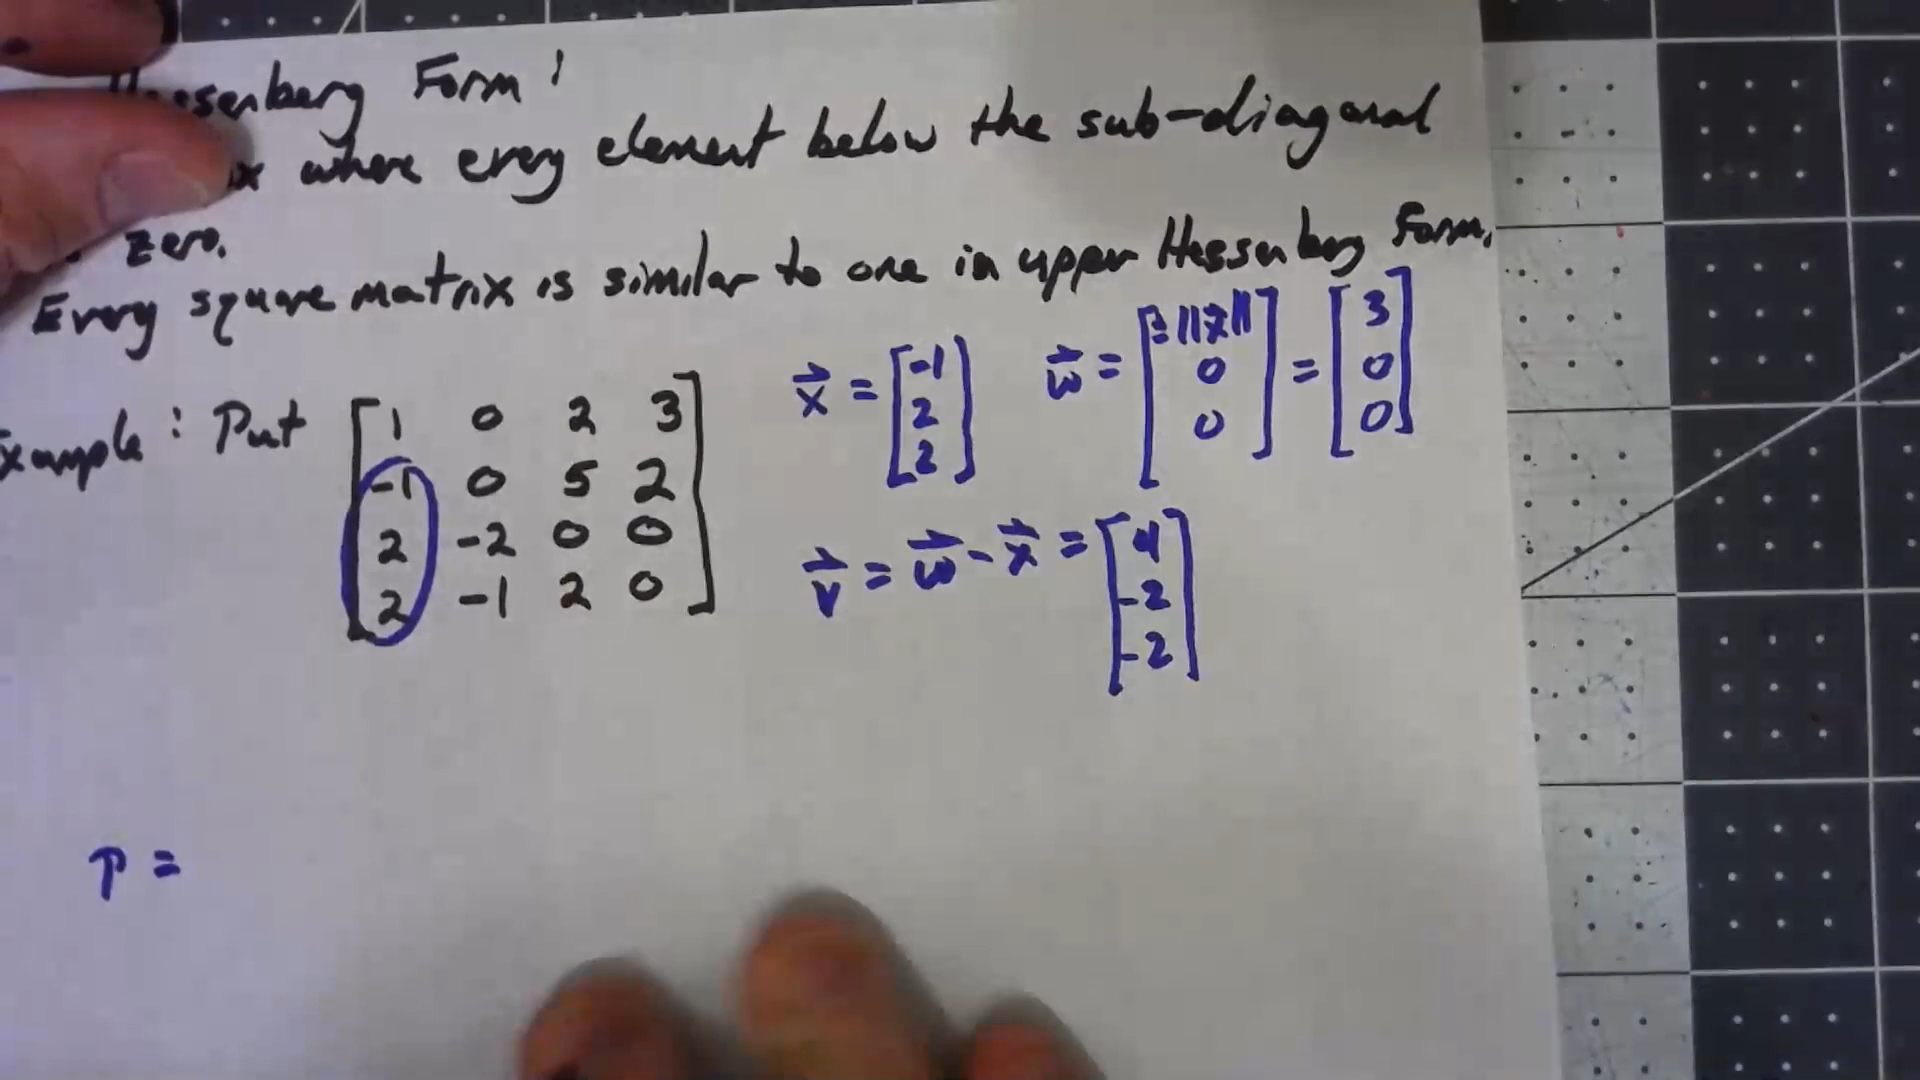 Hessenberg Form:
where every element below the sub-diagonal
zero.
Every square matrix is similar to one in upper Hessenberg Form.
Example: Put [1 0 2 3
-1 0 5 2
2 -2 0 0
2 -1 2 0]
x⃗ = [-1
2
2]
w⃗ = [±||x⃗||
0
0] = [3
0
0]
v⃗ = w⃗ - x⃗ = [4
-2
-2]
P =